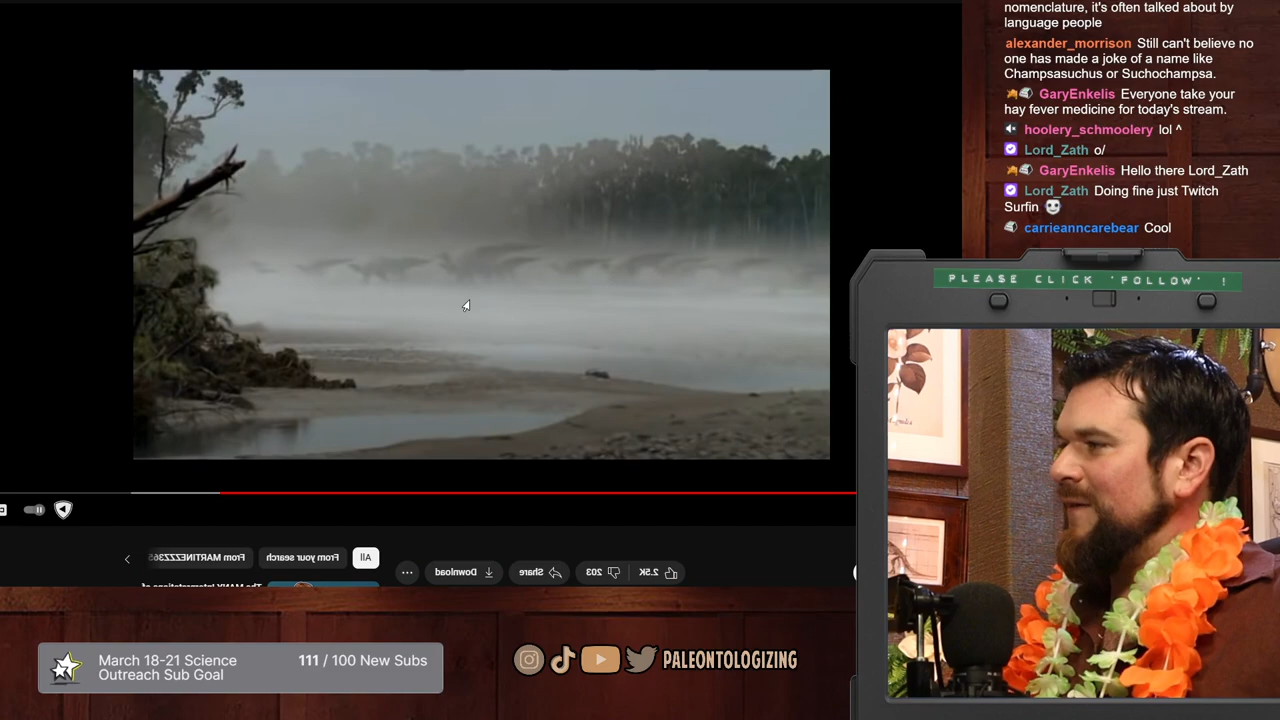 nomenclature, it's often talked about by
language people
alexander_morrison Still can't believe no
one has made a joke of a name like
Champsasuchus or Suchochampsa.
GaryEnkelis Everyone take your
hay fever medicine for today's stream.
hoolery_schmoolery lol ^
Lord_Zath o/
GaryEnkelis Hello there Lord_Zath
Lord_Zath Doing fine just Twitch
Surfin
carrieanncarebear Cool
PLEASE CLICK 'FOLLOW' !
From MARTINEZZZZ365 From your search All
Download Share 203 2.5K
March 18-21 Science 111 / 100 New Subs
Outreach Sub Goal
PALEONTOLOGIZING